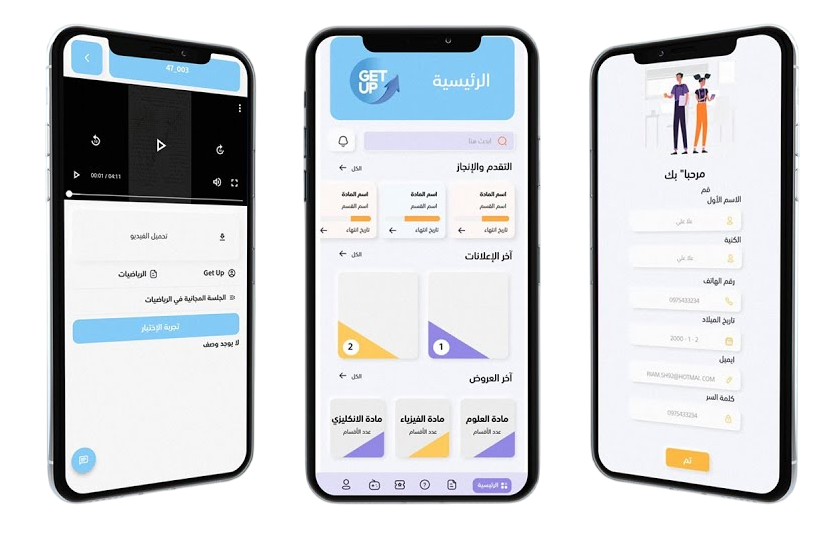 47_003
00:01 / 04:11
تحميل الفيديو
Get Up
الرياضيات
الجلسة المجانية في الرياضيات
تجربة الإختبار
لا يوجد وصف
GET UP
الرئيسية
ابحث هنا
التقدم والإنجاز
الكل
اسم المادة
اسم القسم
تاريخ انتهاء
اسم المادة
اسم القسم
تاريخ انتهاء
اسم المادة
اسم القسم
تاريخ انتهاء
آخر الإعلانات
الكل
1
2
آخر العروض
الكل
مادة العلوم
عدد الأقسام
مادة الفيزياء
عدد الأقسام
مادة الانكليزي
عدد الأقسام
الرئيسية
مرحبا" بك
قم
الاسم الأول
علا علي
الكنية
علا علي
رقم الهاتف
0975433234
تاريخ الميلاد
2000 - 1 - 2
ايميل
RIAM.SH92@HOTMAL.COM
كلمة السر
0975433234
تم